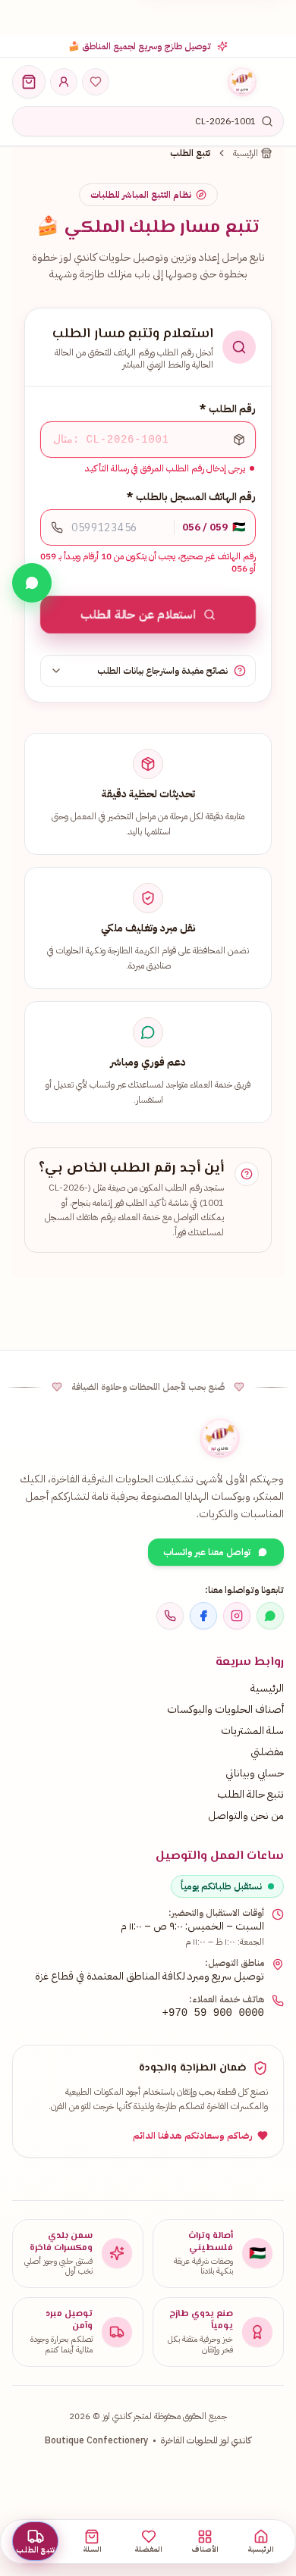 توصيل طازج وسريع لجميع المناطق
CL-2026-1001
الرئيسية
تتبع الطلب
نظام التتبع المباشر للطلبات
تتبع مسار طلبك الملكي
تابع مراحل إعداد وتزيين وتوصيل حلويات كاندي لوز خطوة
بخطوة حتى وصولها إلى باب منزلك طازجة وشهية
استعلام وتتبع مسار الطلب
أدخل رقم الطلب ورقم الهاتف للتحقق من الحالة
الحالية والخط الزمني المباشر
رقم الطلب *
مثال: CL-2026-1001
يرجى إدخال رقم الطلب المرفق في رسالة التأكيد
رقم الهاتف المسجل بالطلب *
059 / 056
0599123456
رقم الهاتف غير صحيح، يجب أن يتكون من 10 أرقام ويبدأ بـ 059
أو 056
استعلام عن حالة الطلب
نصائح مفيدة واسترجاع بيانات الطلب
تحديثات لحظية دقيقة
متابعة دقيقة لكل مرحلة من مراحل التحضير في المعمل وحتى
استلامها باليد.
نقل مبرد وتغليف ملكي
نضمن المحافظة على قوام الكريمة الطازجة ونكهة الحلويات في
صناديق مبردة.
دعم فوري ومباشر
فريق خدمة العملاء متواجد لمساعدتك عبر واتساب لأي تعديل أو
استفسار.
أين أجد رقم الطلب الخاص بي؟
ستجد رقم الطلب المكون من صيغة مثل (CL-2026-
1001) في شاشة تأكيد الطلب فور إتمامه بنجاح، أو
يمكنك التواصل مع خدمة العملاء برقم هاتفك المسجل
لمساعدتك فوراً.
صُنع بحب لأجمل اللحظات وحلاوة الضيافة
وجهتكم الأولى لأشهى تشكيلات الحلويات الشرقية الفاخرة، الكيك
المبتكر، وبوكسات الهدايا المصنوعة بحرفية تامة لتشارككم أجمل
المناسبات والذكريات.
تواصل معنا عبر واتساب
تابعونا وتواصلوا معنا:
روابط سريعة
الرئيسية
أصناف الحلويات والبوكسات
سلة المشتريات
مفضلتي
حسابي وبياناتي
تتبع حالة الطلب
من نحن والتواصل
ساعات العمل والتوصيل
نستقبل طلباتكم يومياً
أوقات الاستقبال والتحضير:
السبت – الخميس: ٩:٠٠ ص – ١١:٠٠ م
الجمعة: ٢:٠٠ ظ – ١١:٠٠ م
مناطق التوصيل:
توصيل سريع ومبرد لكافة المناطق المعتمدة في قطاع غزة
هاتف خدمة العملاء:
+970 59 900 0000
ضمان الطزاجة والجودة
نصنع كل قطعة بحب وإتقان باستخدام أجود المكونات الطبيعية
والمكسرات الفاخرة لتصلكم طازجة ولذيذة كأنها خرجت للتو من الفرن.
رضاكم وسعادتكم هدفنا الدائم
أصالة وتراث
فلسطيني
وصفات شرقية عريقة
بنكهة بلادنا
سمن بلدي
ومكسرات فاخرة
فستق حلبي وجوز أصلي
نخب أول
صنع يدوي طازج
يومياً
خبز وحرفية متقنة بكل
فخر وإتقان
توصيل مبرد
وآمن
تصلكم بحرارة وجودة
مثالية أينما كنتم
جميع الحقوق محفوظة لمتجر كاندي لوز © 2026
كاندي لوز للحلويات الفاخرة • Boutique Confectionery
الرئيسية
الأصناف
المفضلة
السلة
تتبع طلبك